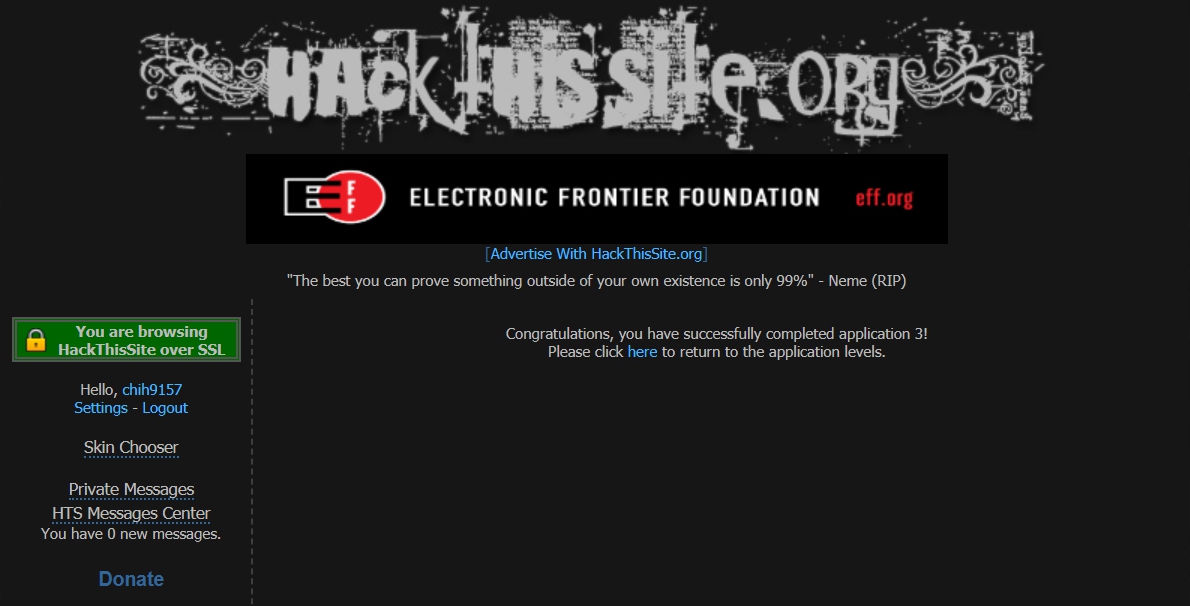 HackThisSite.org
EFF ELECTRONIC FRONTIER FOUNDATION eff.org
[Advertise With HackThisSite.org]
"The best you can prove something outside of your own existence is only 99%" - Neme (RIP)
You are browsing
HackThisSite over SSL
Hello, chih9157
Settings - Logout
Skin Chooser
Private Messages
HTS Messages Center
You have 0 new messages.
Donate
Congratulations, you have successfully completed application 3!
Please click here to return to the application levels.